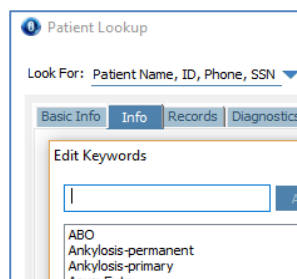 Patient Lookup
Look For: Patient Name, ID, Phone, SSN
Basic Info Info Records Diagnostics
Edit Keywords
ABO
Ankylosis-permanent
Ankylosis-primary